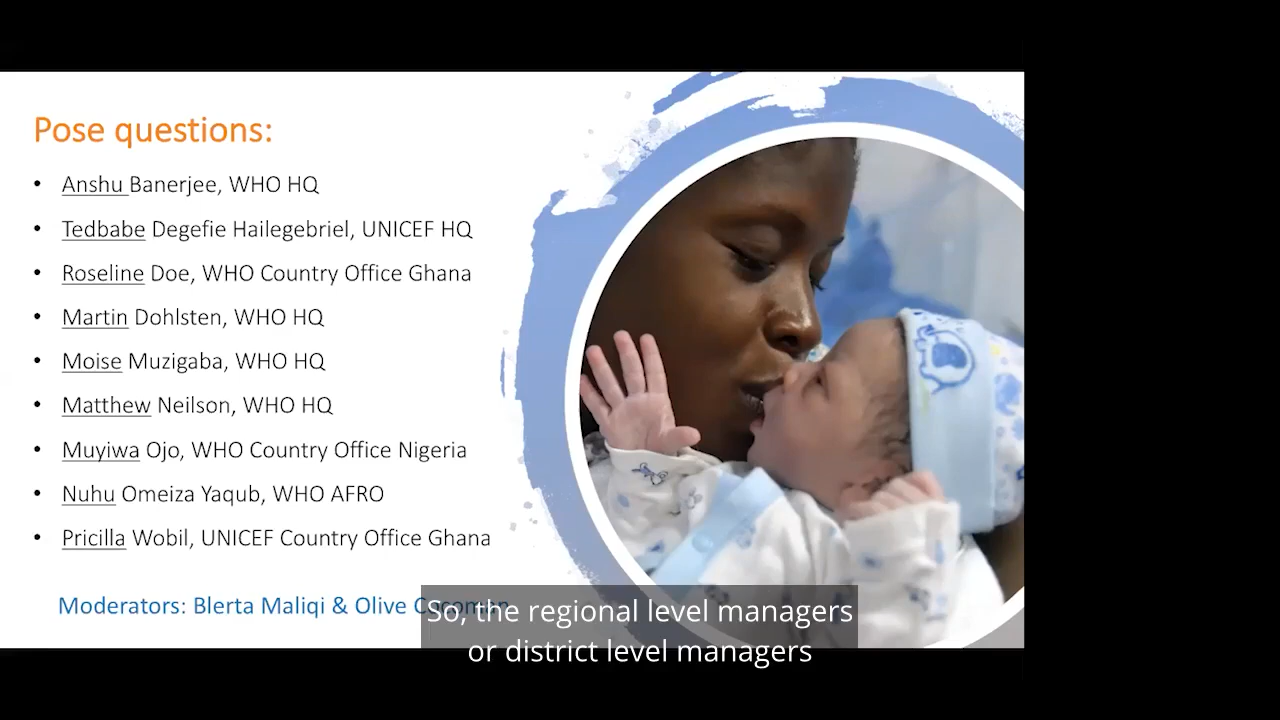 Pose questions:
• Anshu Banerjee, WHO HQ
• Tedbabe Degefie Hailegebriel, UNICEF HQ
• Roseline Doe, WHO Country Office Ghana
• Martin Dohlsten, WHO HQ
• Moise Muzigaba, WHO HQ
• Matthew Neilson, WHO HQ
• Muyiwa Ojo, WHO Country Office Nigeria
• Nuhu Omeiza Yaqub, WHO AFRO
• Pricilla Wobil, UNICEF Country Office Ghana
Moderators: Blerta Maliqi & Olive
So, the regional level managers
or district level managers